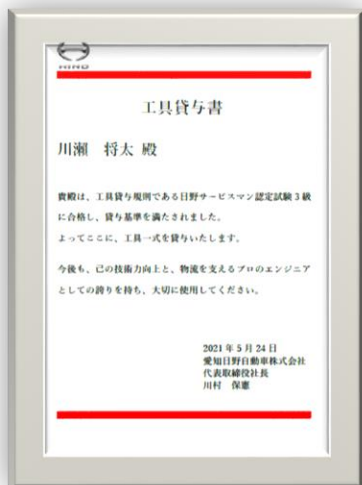 HINO
工具貸与書
川瀬 将太 殿
貴殿は、工具貸与規則である日野サービスマン認定試験3級
に合格し、貸与基準を満たされました。
よってここに、工具一式を貸与いたします。
今後も、己の技術力向上と、物流を支えるプロのエンジニア
としての誇りを持ち、大切に使用してください。
2021年5月24日
愛知日野自動車株式会社
代表取締役社長
川村 保憲